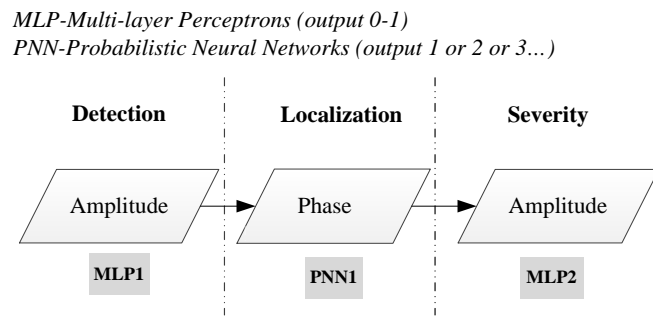 MLP-Multi-layer Perceptrons (output 0-1)
PNN-Probabilistic Neural Networks (output 1 or 2 or 3...)
Detection
Localization
Severity
Amplitude
Phase
Amplitude
MLP1
PNN1
MLP2